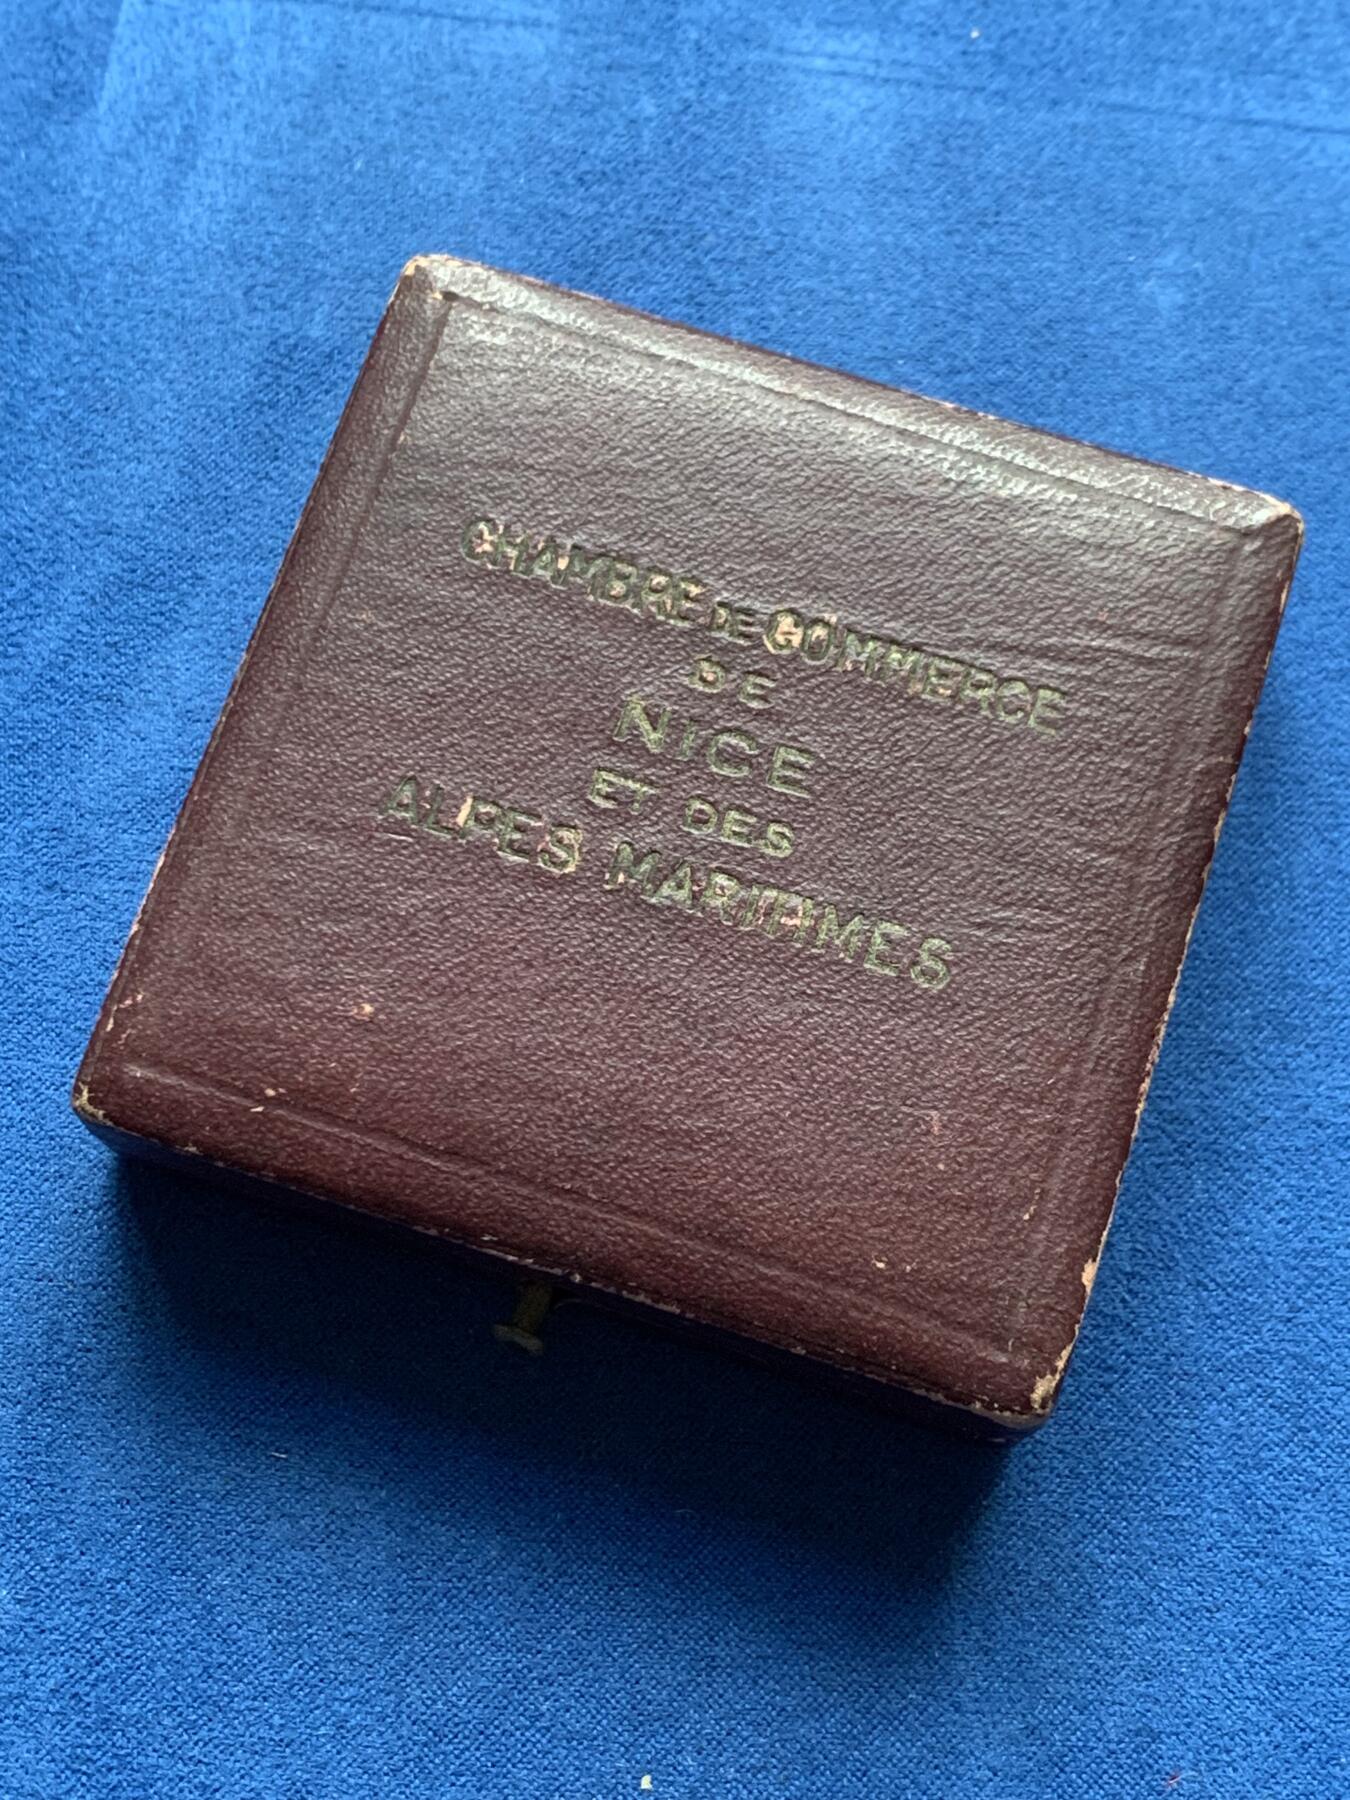 CHAMBRE DE COMMERCE
DE
NICE
ET DES
ALPES MARITIMES